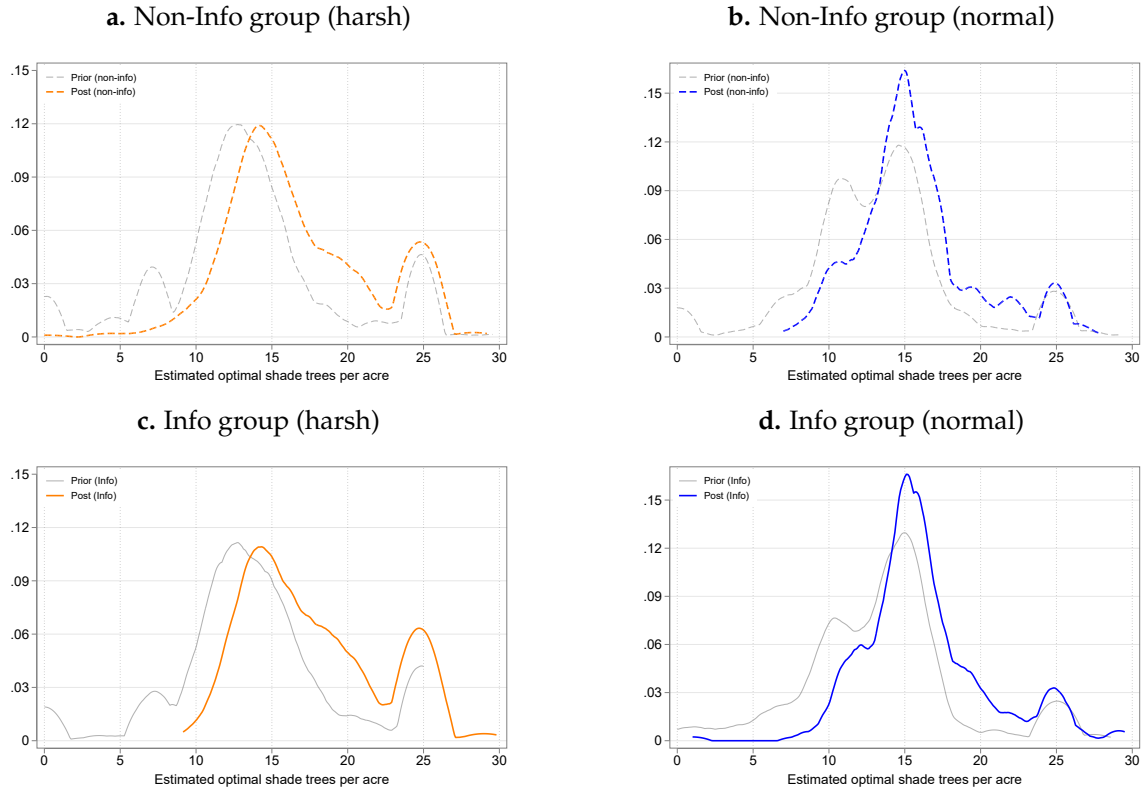 a. Non-Info group (harsh)
.15
.12
.09
.06
.03
0
Prior (non-info)
Post (non-info)
0 5 10 15 20 25 30
Estimated optimal shade trees per acre
b. Non-Info group (normal)
.15
.12
.09
.06
.03
0
Prior (non-info)
Post (non-info)
0 5 10 15 20 25 30
Estimated optimal shade trees per acre
c. Info group (harsh)
.15
.12
.09
.06
.03
0
Prior (Info)
Post (Info)
0 5 10 15 20 25 30
Estimated optimal shade trees per acre
d. Info group (normal)
.15
.12
.09
.06
.03
0
Prior (Info)
Post (Info)
0 5 10 15 20 25 30
Estimated optimal shade trees per acre